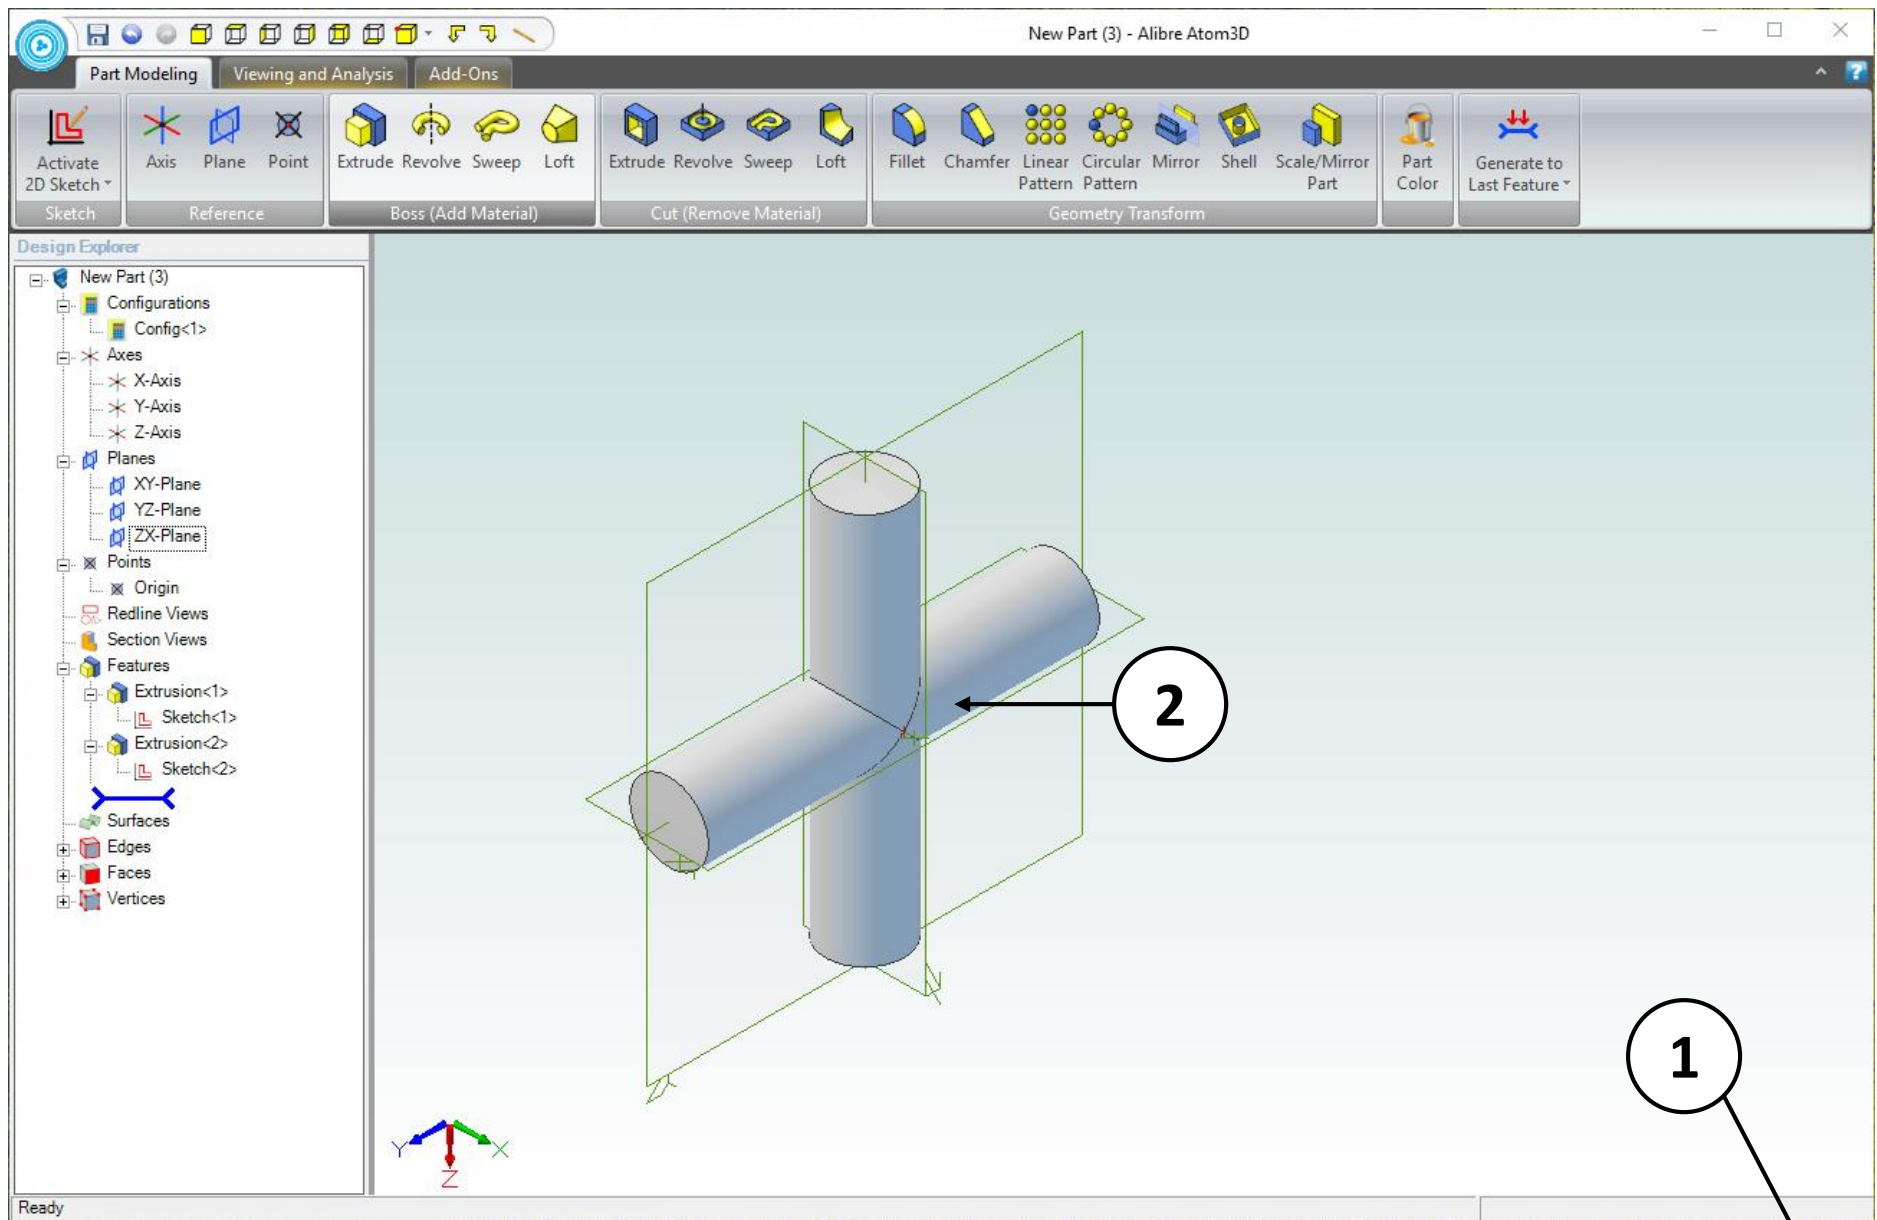 New Part (3) - Alibre Atom3D
Part Modeling Viewing and Analysis Add-Ons
Activate 2D Sketch
Axis Plane Point
Extrude Revolve Sweep Loft
Extrude Revolve Sweep Loft
Fillet Chamfer Linear Pattern Circular Pattern Mirror Shell Scale/Mirror Part
Part Color
Generate to Last Feature
Sketch Reference Boss (Add Material) Cut (Remove Material) Geometry Transform
Design Explorer
New Part (3)
Configurations
Config<1>
Axes
X-Axis
Y-Axis
Z-Axis
Planes
XY-Plane
YZ-Plane
ZX-Plane
Points
Origin
Redline Views
Section Views
Features
Extrusion<1>
Sketch<1>
Extrusion<2>
Sketch<2>
Surfaces
Edges
Faces
Vertices
2
1
Y X
Z
Ready